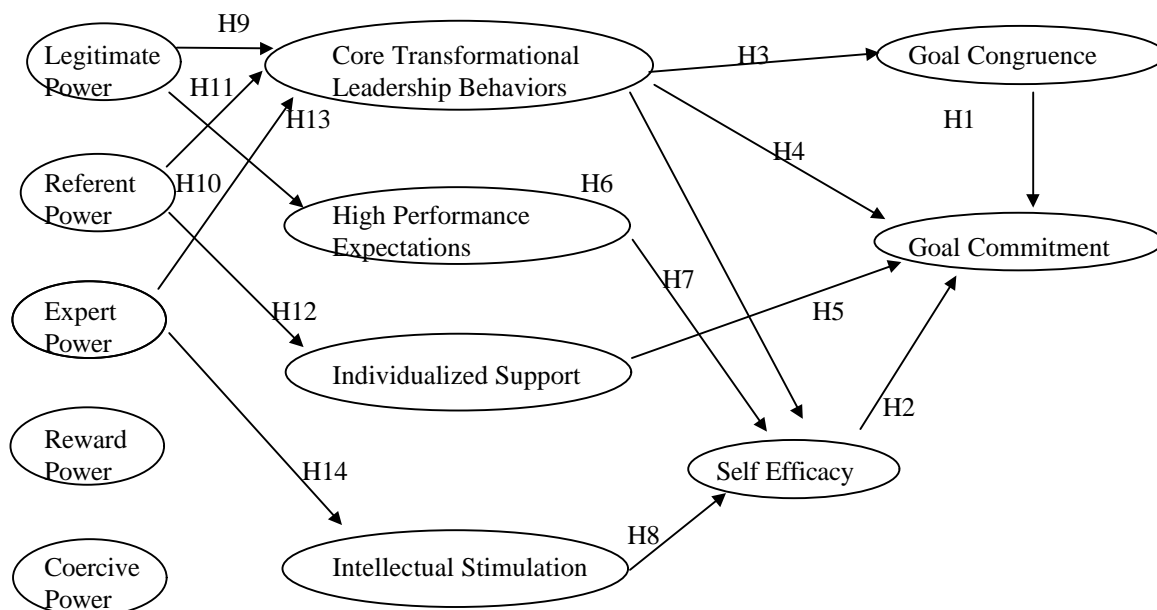 H9
Legitimate
Power
Core Transformational
Leadership Behaviors
H3
Goal Congruence
H11
H13
H1
H4
Referent
Power
H10
H6
High Performance
Expectations
Goal Commitment
H7
Expert
Power
H12
H5
Individualized Support
H2
Reward
Power
H14
Self Efficacy
H8
Coercive
Power
Intellectual Stimulation